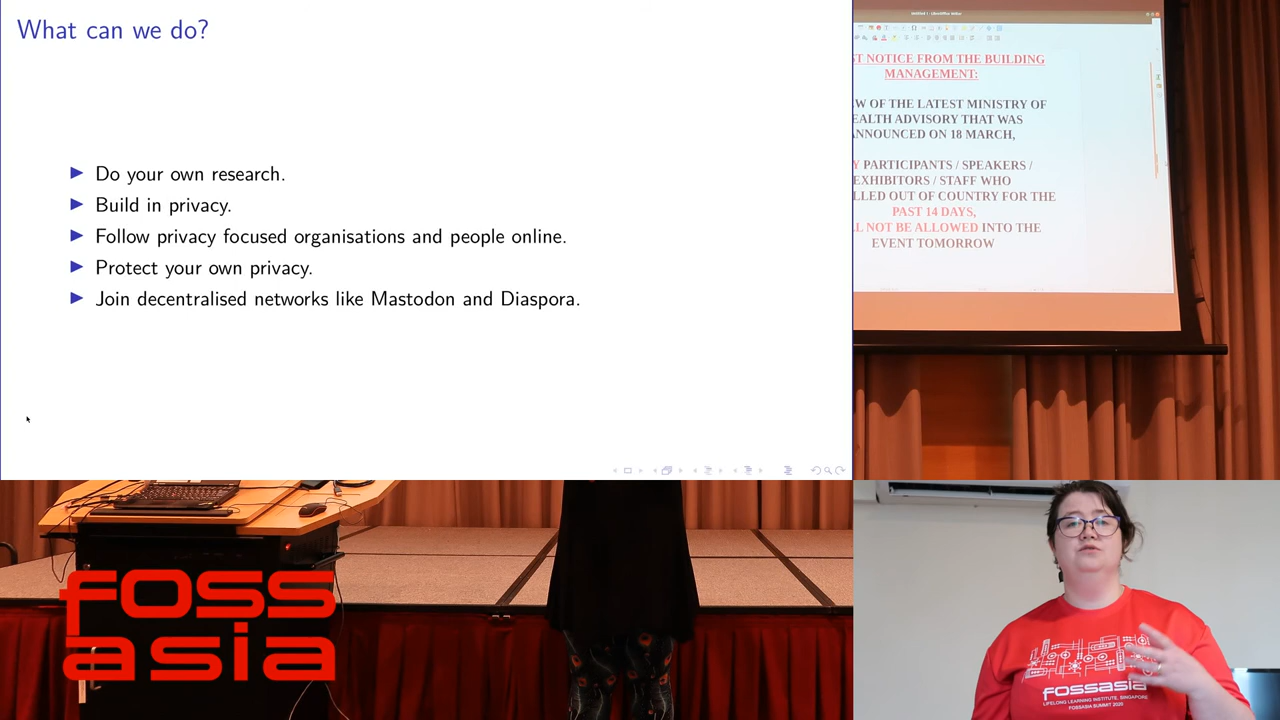 What can we do?
Do your own research.
Build in privacy.
Follow privacy focused organisations and people online.
Protect your own privacy.
Join decentralised networks like Mastodon and Diaspora.
NOTICE FROM THE BUILDING
MANAGEMENT:
OF THE LATEST MINISTRY OF
ADVISORY THAT WAS
ON 18 MARCH,
PARTICIPANTS / SPEAKERS /
EXHIBITORS / STAFF WHO
OUT OF COUNTRY FOR THE
PAST 14 DAYS,
NOT BE ALLOWED INTO THE
EVENT TOMORROW
foss
asia
fossasia
LIFELONG LEARNING INSTITUTE, SINGAPORE
FOSSASIA SUMMIT 2020